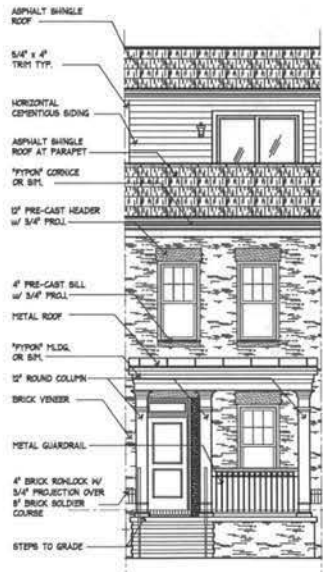 ASPHALT SHINGLE
ROOF
5/4" x 4"
TRIM TYP.
HORIZONTAL
CEMENTIOUS SIDING
ASPHALT SHINGLE
ROOF AT PARAPET
"FYPON" CORNICE
OR SIM.
12" PRE-CAST HEADER
W/ 3/4" PROJ.
4" PRE-CAST SILL
W/ 3/4" PROJ.
METAL ROOF
"FYPON" MLDG.
OR SIM.
12" ROUND COLUMN
BRICK VENEER
METAL GUARDRAIL
4" BRICK ROWLOCK W/
3/4" PROJECTION OVER
8" BRICK SOLDIER
COURSE
STEPS TO GRADE